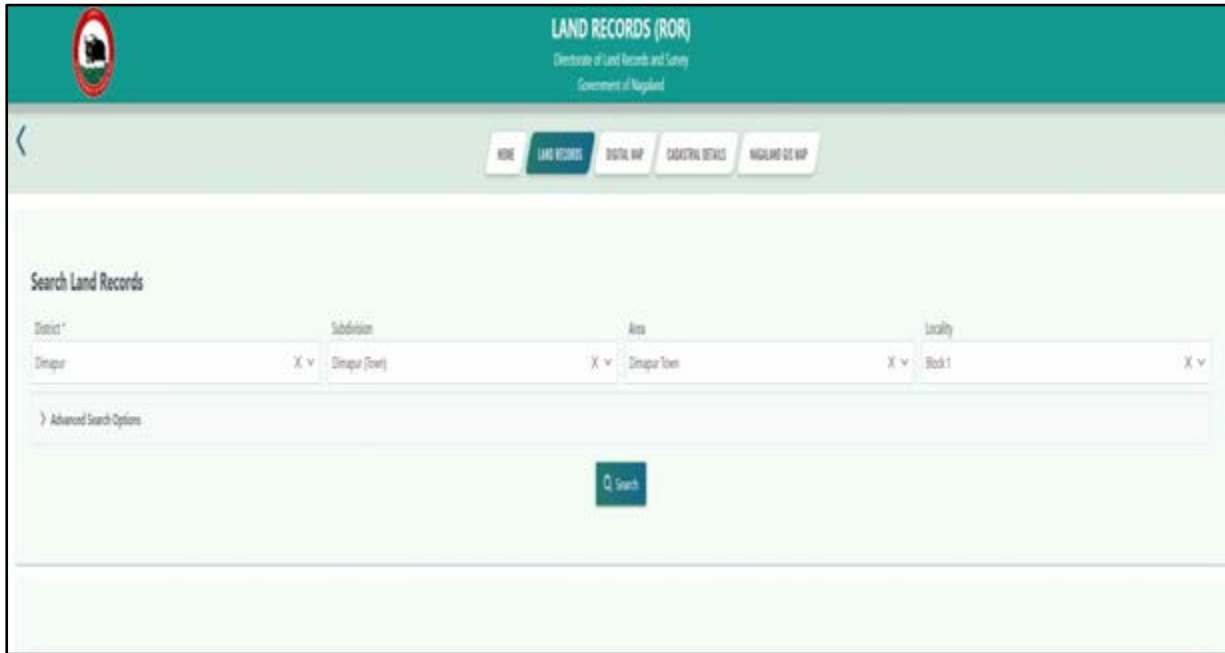 LAND RECORDS (ROR)
Directorate of Land Records and Survey
Government of Nagaland
HOME LAND RECORDS DIGITAL MAP CADASTRAL DETAILS NAGALAND GIS MAP
Search Land Records
District * Subdivision Area Locality
Dimapur X Dimapur (Town) X Dimapur Town X Block 1 X
Advanced Search Options
Search